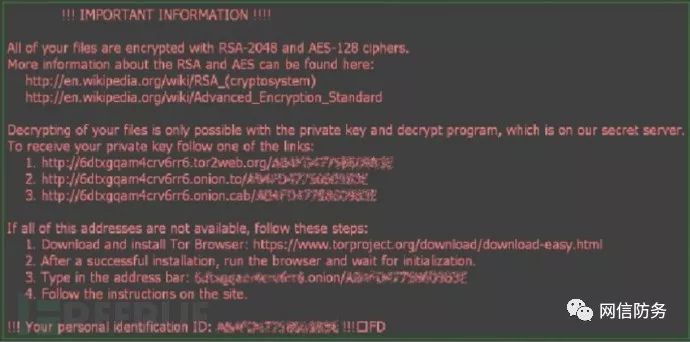 !!! IMPORTANT INFORMATION !!!!
All of your files are encrypted with RSA-2048 and AES-128 ciphers.
More information about the RSA and AES can be found here:
http://en.wikipedia.org/wiki/RSA_(cryptosystem)
http://en.wikipedia.org/wiki/Advanced_Encryption_Standard
Decrypting of your files is only possible with the private key and decrypt program, which is on our secret server.
To receive your private key follow one of the links:
1. http://6dtxgqam4crv6rr6.tor2web.org/
2. http://6dtxgqam4crv6rr6.onion.to/
3. http://6dtxgqam4crv6rr6.onion.cab/
If all of this addresses are not available, follow these steps:
1. Download and install Tor Browser: https://www.torproject.org/download/download-easy.html
2. After a successful installation, run the browser and wait for initialization.
3. Type in the address bar:
4. Follow the instructions on the site.
!!! Your personal identification ID: !!!□FD
网信防务